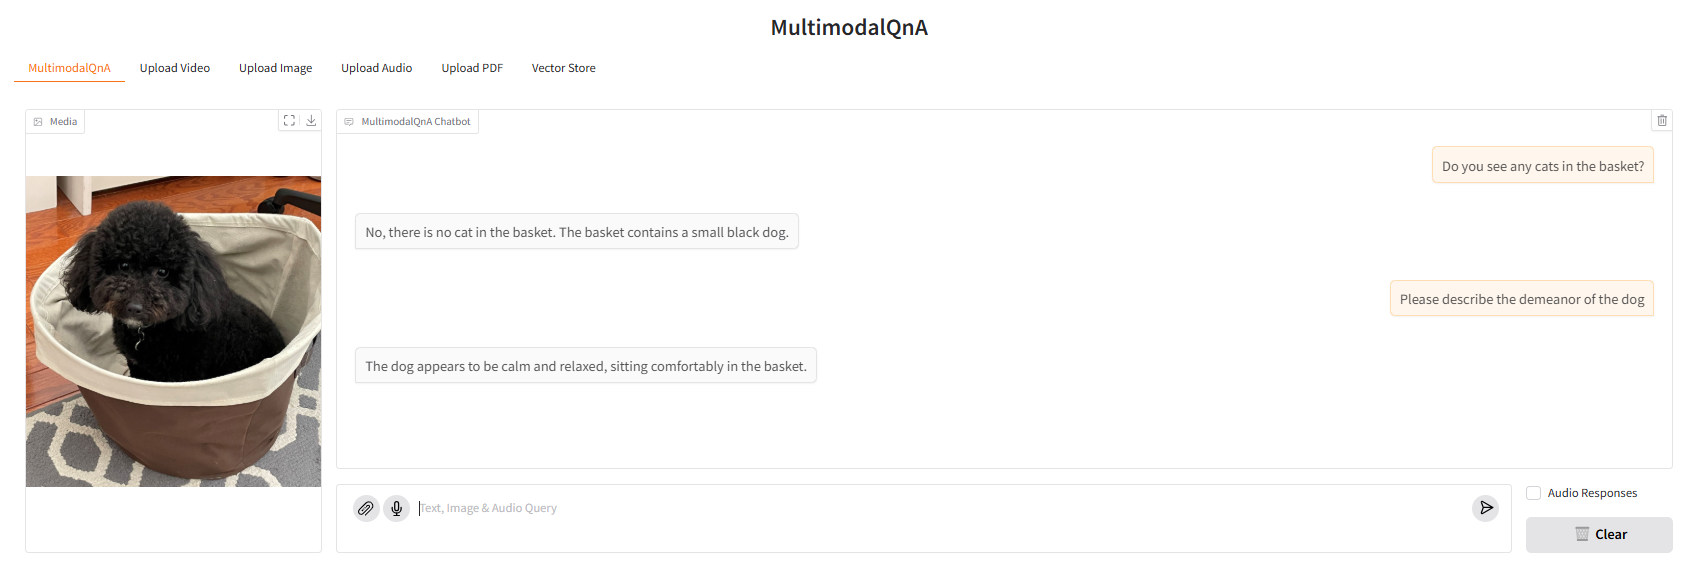 MultimodalQnA
MultimodalQnA Upload Video Upload Image Upload Audio Upload PDF Vector Store
Media
MultimodalQnA Chatbot
Do you see any cats in the basket?
No, there is no cat in the basket. The basket contains a small black dog.
Please describe the demeanor of the dog
The dog appears to be calm and relaxed, sitting comfortably in the basket.
Text, Image & Audio Query
Audio Responses
Clear